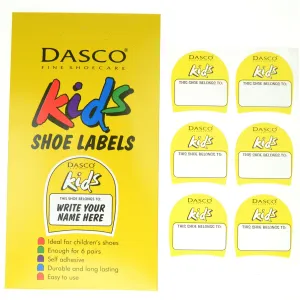 DASCO
FINE SHOECARE
Kids
SHOE LABELS
DASCO
Kids
THIS SHOE BELONGS TO:
WRITE YOUR
NAME HERE
Ideal for children's shoes
Enough for 6 pairs
Self adhesive
Durable and long lasting
Easy to use
DASCO
Kids
THIS SHOE BELONGS TO:
DASCO
Kids
THIS SHOE BELONGS TO:
DASCO
Kids
THIS SHOE BELONGS TO:
DASCO
Kids
THIS SHOE BELONGS TO:
DASCO
Kids
THIS SHOE BELONGS TO:
DASCO
Kids
THIS SHOE BELONGS TO: